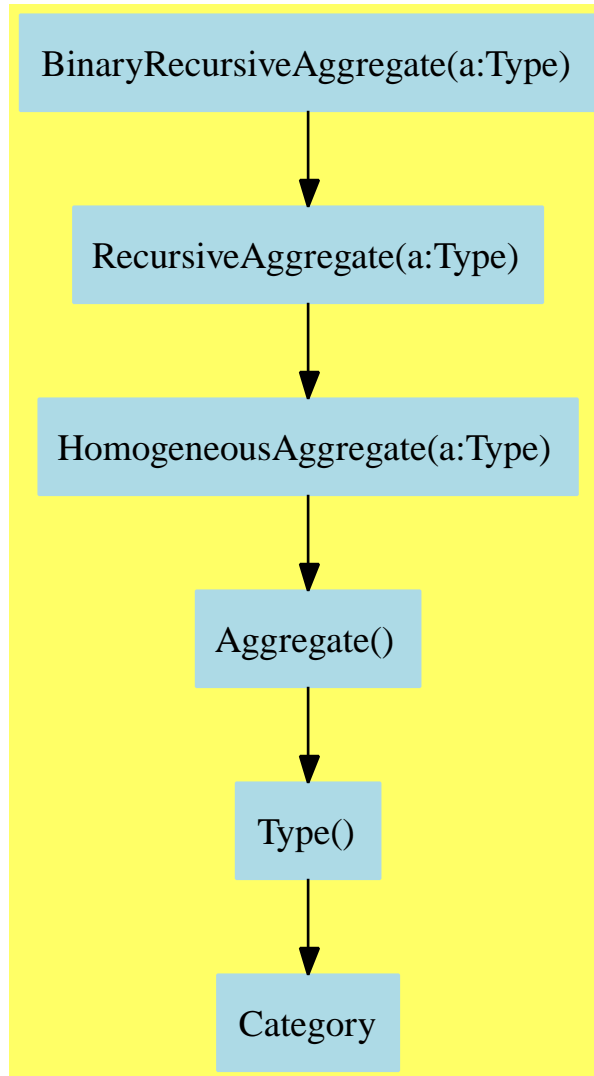 BinaryRecursiveAggregate(a:Type)
RecursiveAggregate(a:Type)
HomogeneousAggregate(a:Type)
Aggregate()
Type()
Category